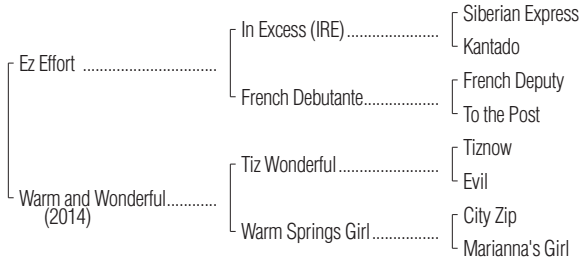 Siberian Express
In Excess (IRE)....................
Kantado
Ez Effort .............................
French Deputy
French Debutante................
To the Post
Tiznow
Tiz Wonderful......................
Evil
Warm and Wonderful...........
(2014)
City Zip
Warm Springs Girl...............
Marianna's Girl